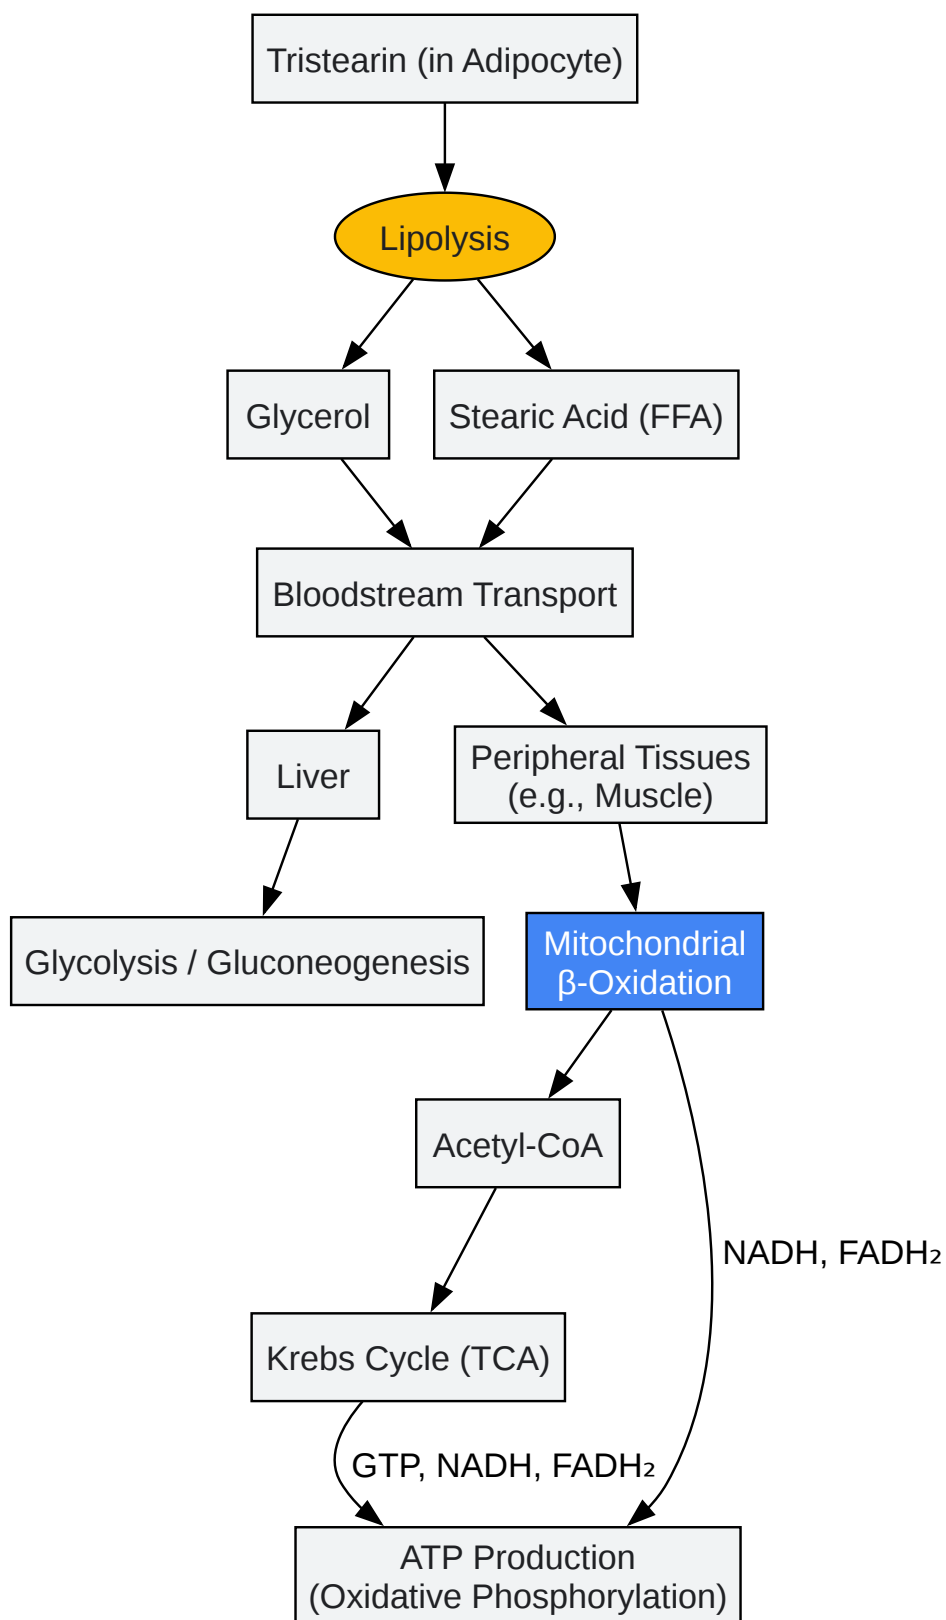 Tristearin (in Adipocyte)
Lipolysis
Glycerol
Stearic Acid (FFA)
Bloodstream Transport
Liver
Peripheral Tissues
(e.g., Muscle)
Glycolysis / Gluconeogenesis
Mitochondrial
β-Oxidation
Acetyl-CoA
NADH, FADH₂
Krebs Cycle (TCA)
GTP, NADH, FADH₂
ATP Production
(Oxidative Phosphorylation)